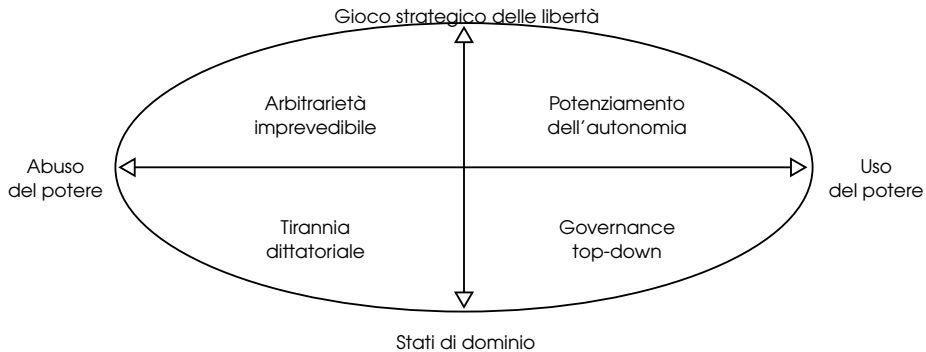 Gioco strategico delle libertà
Arbitrarietà
imprevedibile
Potenziamento
dell'autonomia
Abuso
del potere
Uso
del potere
Tirannia
dittatoriale
Governance
top-down
Stati di dominio